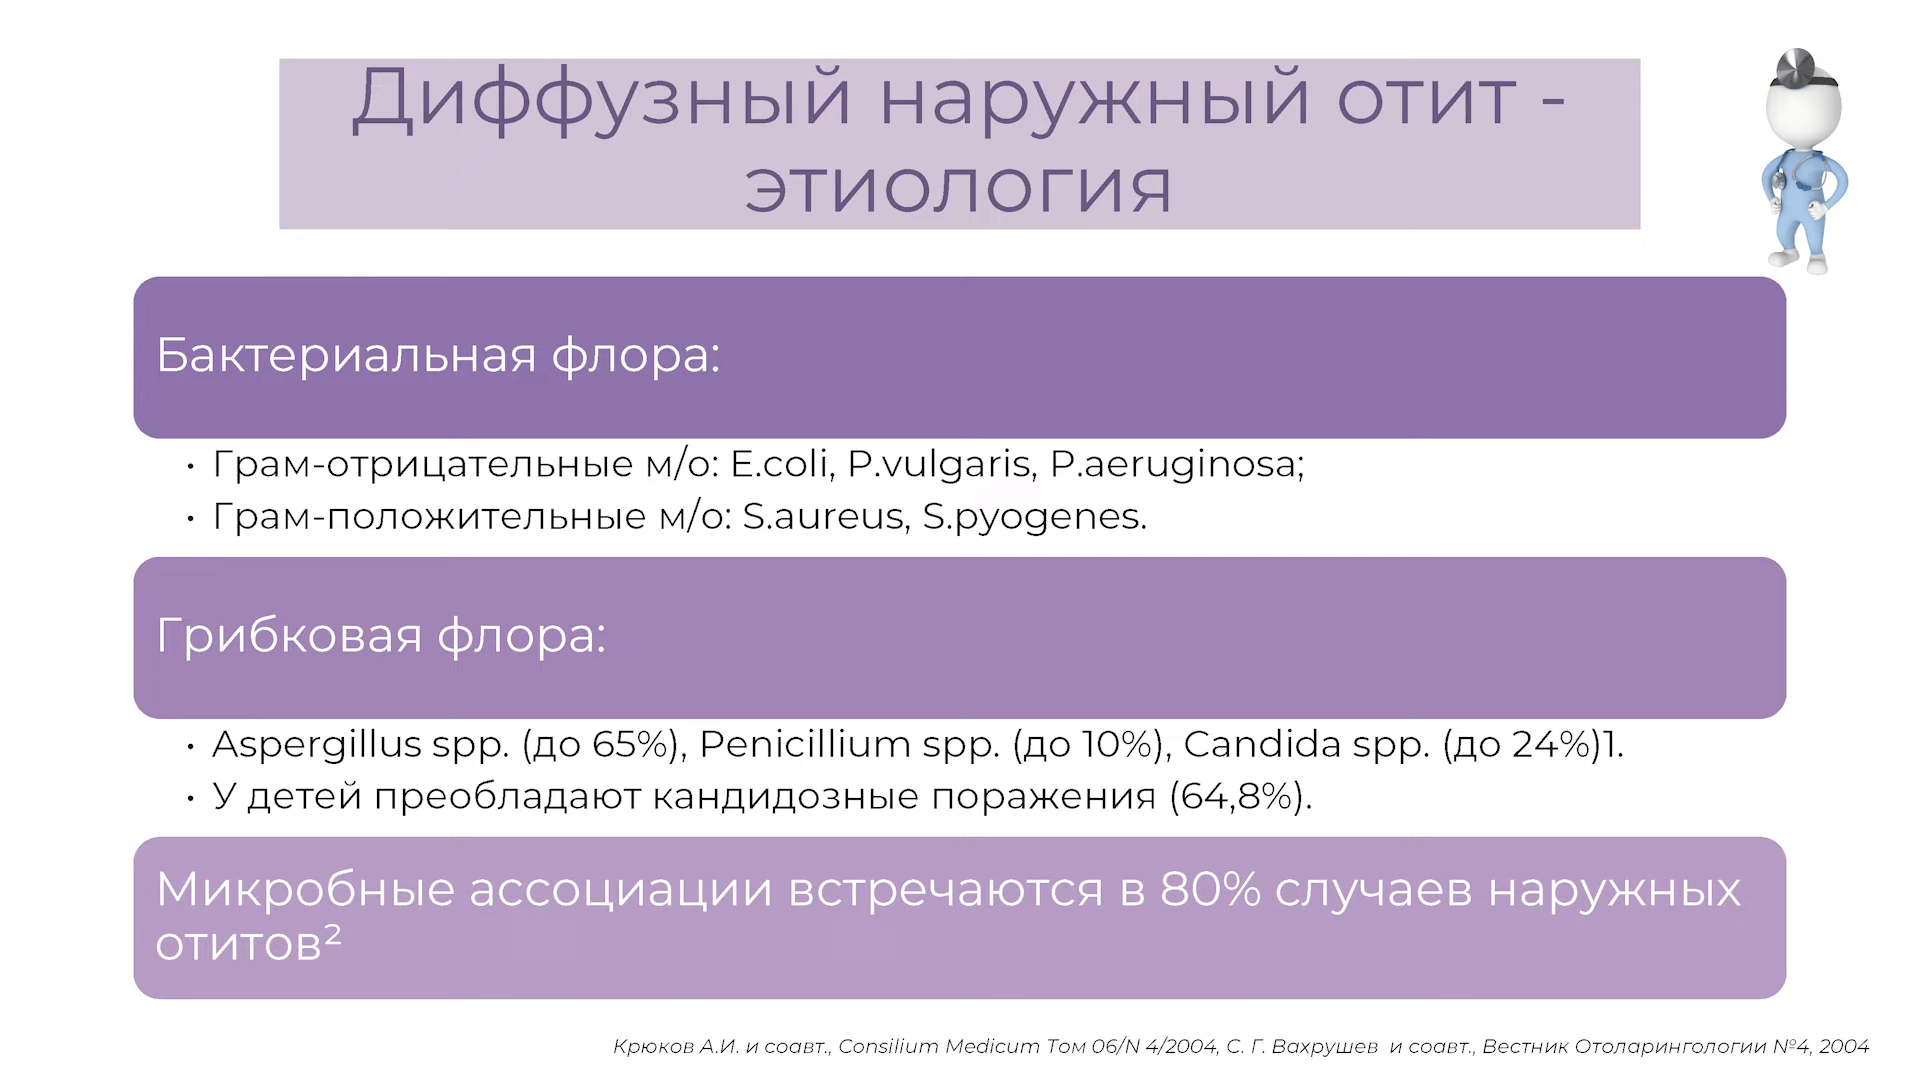 Диффузный наружный отит -
этиология
Бактериальная флора:
• Грам-отрицательные м/о: E.coli, P.vulgaris, P.aeruginosa;
• Грам-положительные м/о: S.aureus, S.pyogenes.
Грибковая флора:
• Aspergillus spp. (до 65%), Penicillium spp. (до 10%), Candida spp. (до 24%)1.
• У детей преобладают кандидозные поражения (64,8%).
Микробные ассоциации встречаются в 80% случаев наружных
отитов²
Крюков А.И. и соавт., Consilium Medicum Том 06/N 4/2004, С. Г. Вахрушев и соавт., Вестник Отоларингологии №4, 2004